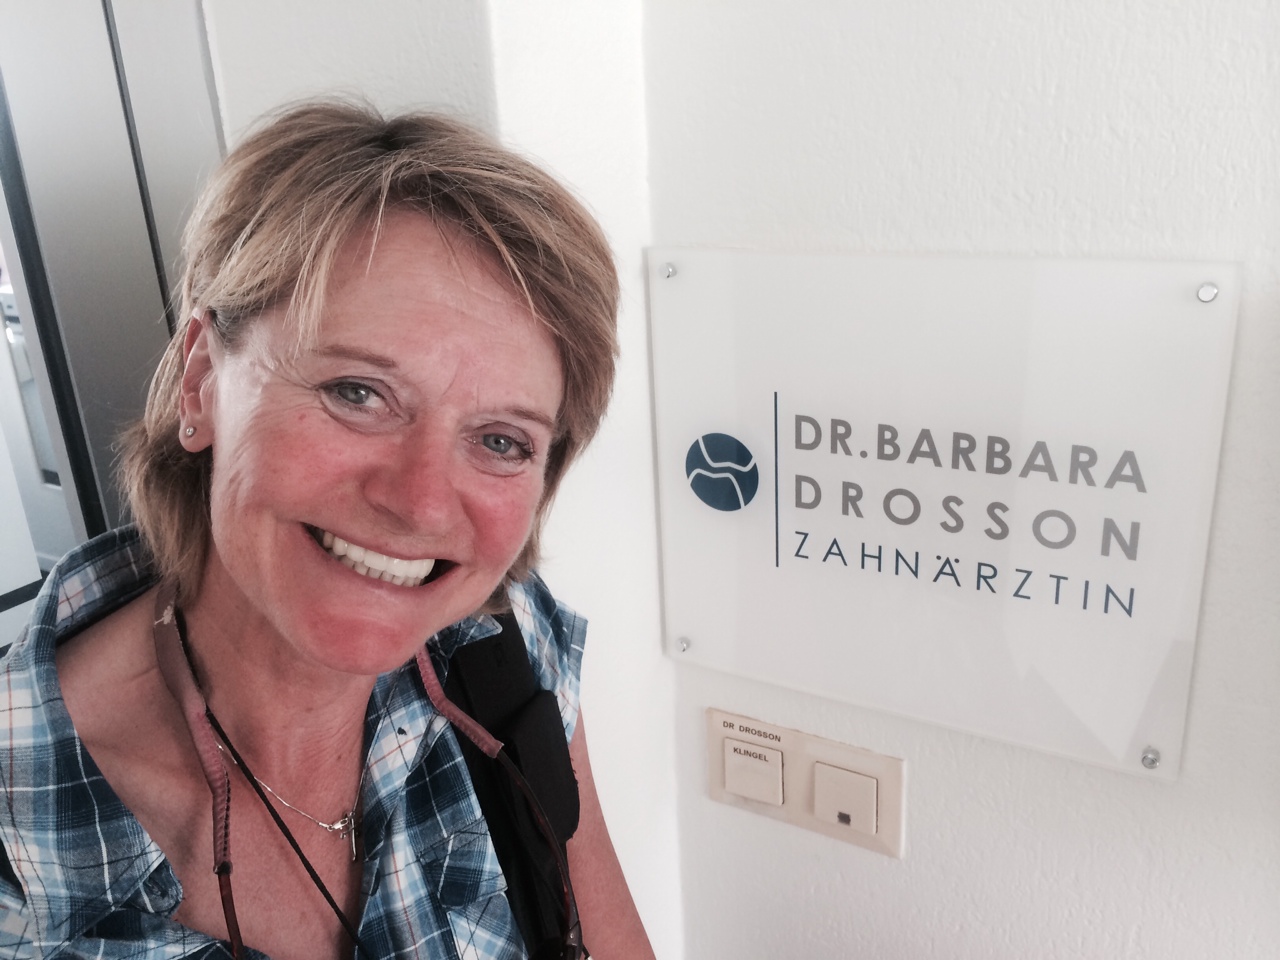 DR. BARBARA
DROSSON
ZAHNÄRZTIN
DR DROSSON
KLINGEL